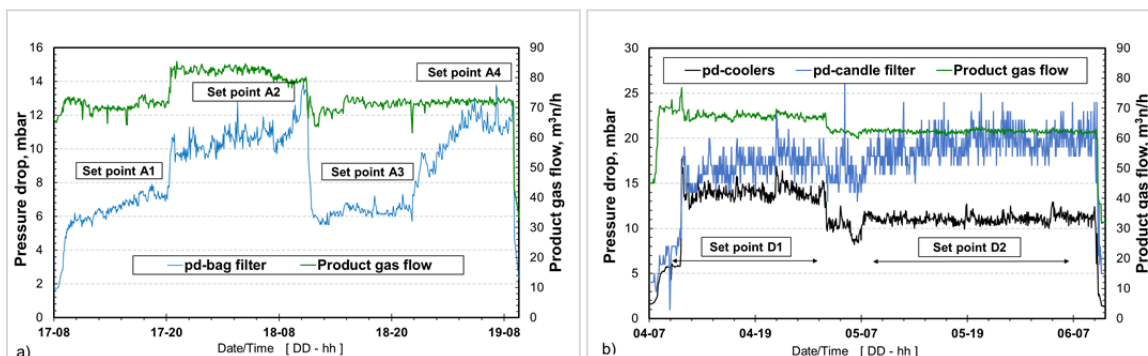 16
14
12
10
8
6
4
2
0
Pressure drop, mbar
90
80
70
60
50
40
30
20
10
0
Product gas flow, m³n/h
Set point A1
Set point A2
Set point A3
Set point A4
pd-bag filter Product gas flow
17-08 17-20 18-08 18-20 19-08
Date/Time [ DD - hh ]
a)
30
25
20
15
10
5
0
Pressure drop, mbar
90
80
70
60
50
40
30
20
10
0
Product gas flow, m³n/h
pd-coolers pd-candle filter Product gas flow
Set point D1
Set point D2
04-07 04-19 05-07 05-19 06-07
Date/Time [ DD - hh ]
b)